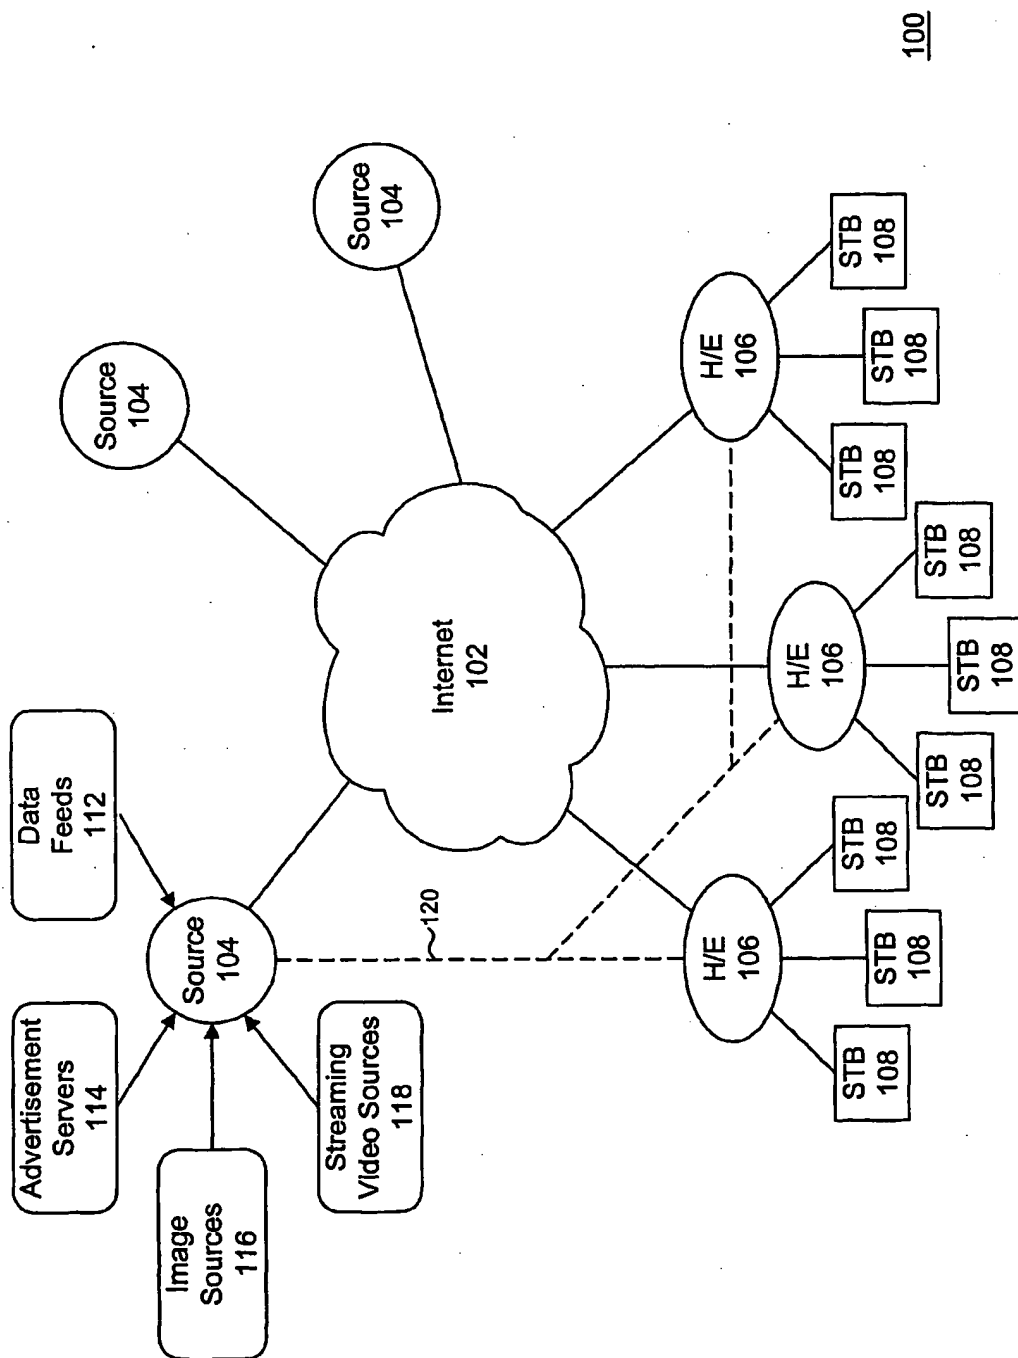 Advertisement
Servers
114
Data
Feeds
112
Image
Sources
116
Source
104
Source
104
Source
104
Streaming
Video Sources
118
120
Internet
102
H/E
106
H/E
106
H/E
106
STB
108
STB
108
STB
108
STB
108
STB
108
STB
108
STB
108
STB
108
STB
108
100